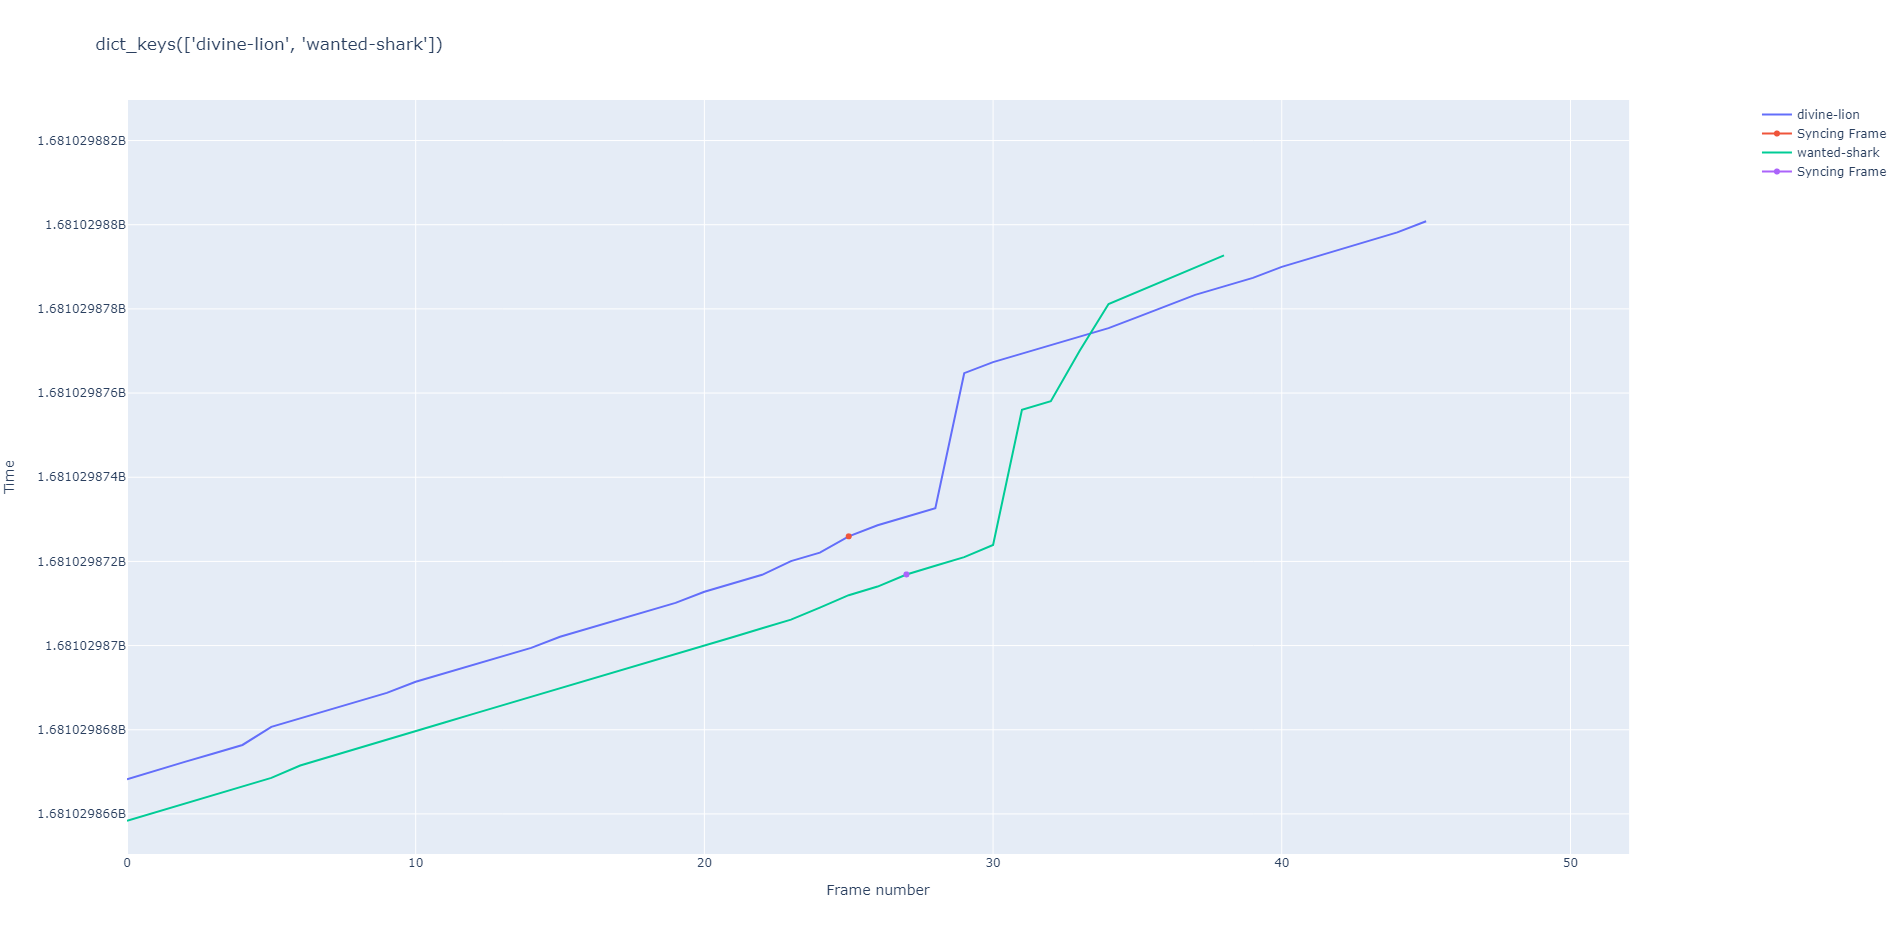 dict_keys(['divine-lion', 'wanted-shark'])
divine-lion
Syncing Frame
wanted-shark
Syncing Frame
1.681029882B
1.68102988B
1.681029878B
1.681029876B
1.681029874B
1.681029872B
1.68102987B
1.681029868B
1.681029866B
Time
0 10 20 30 40 50
Frame number